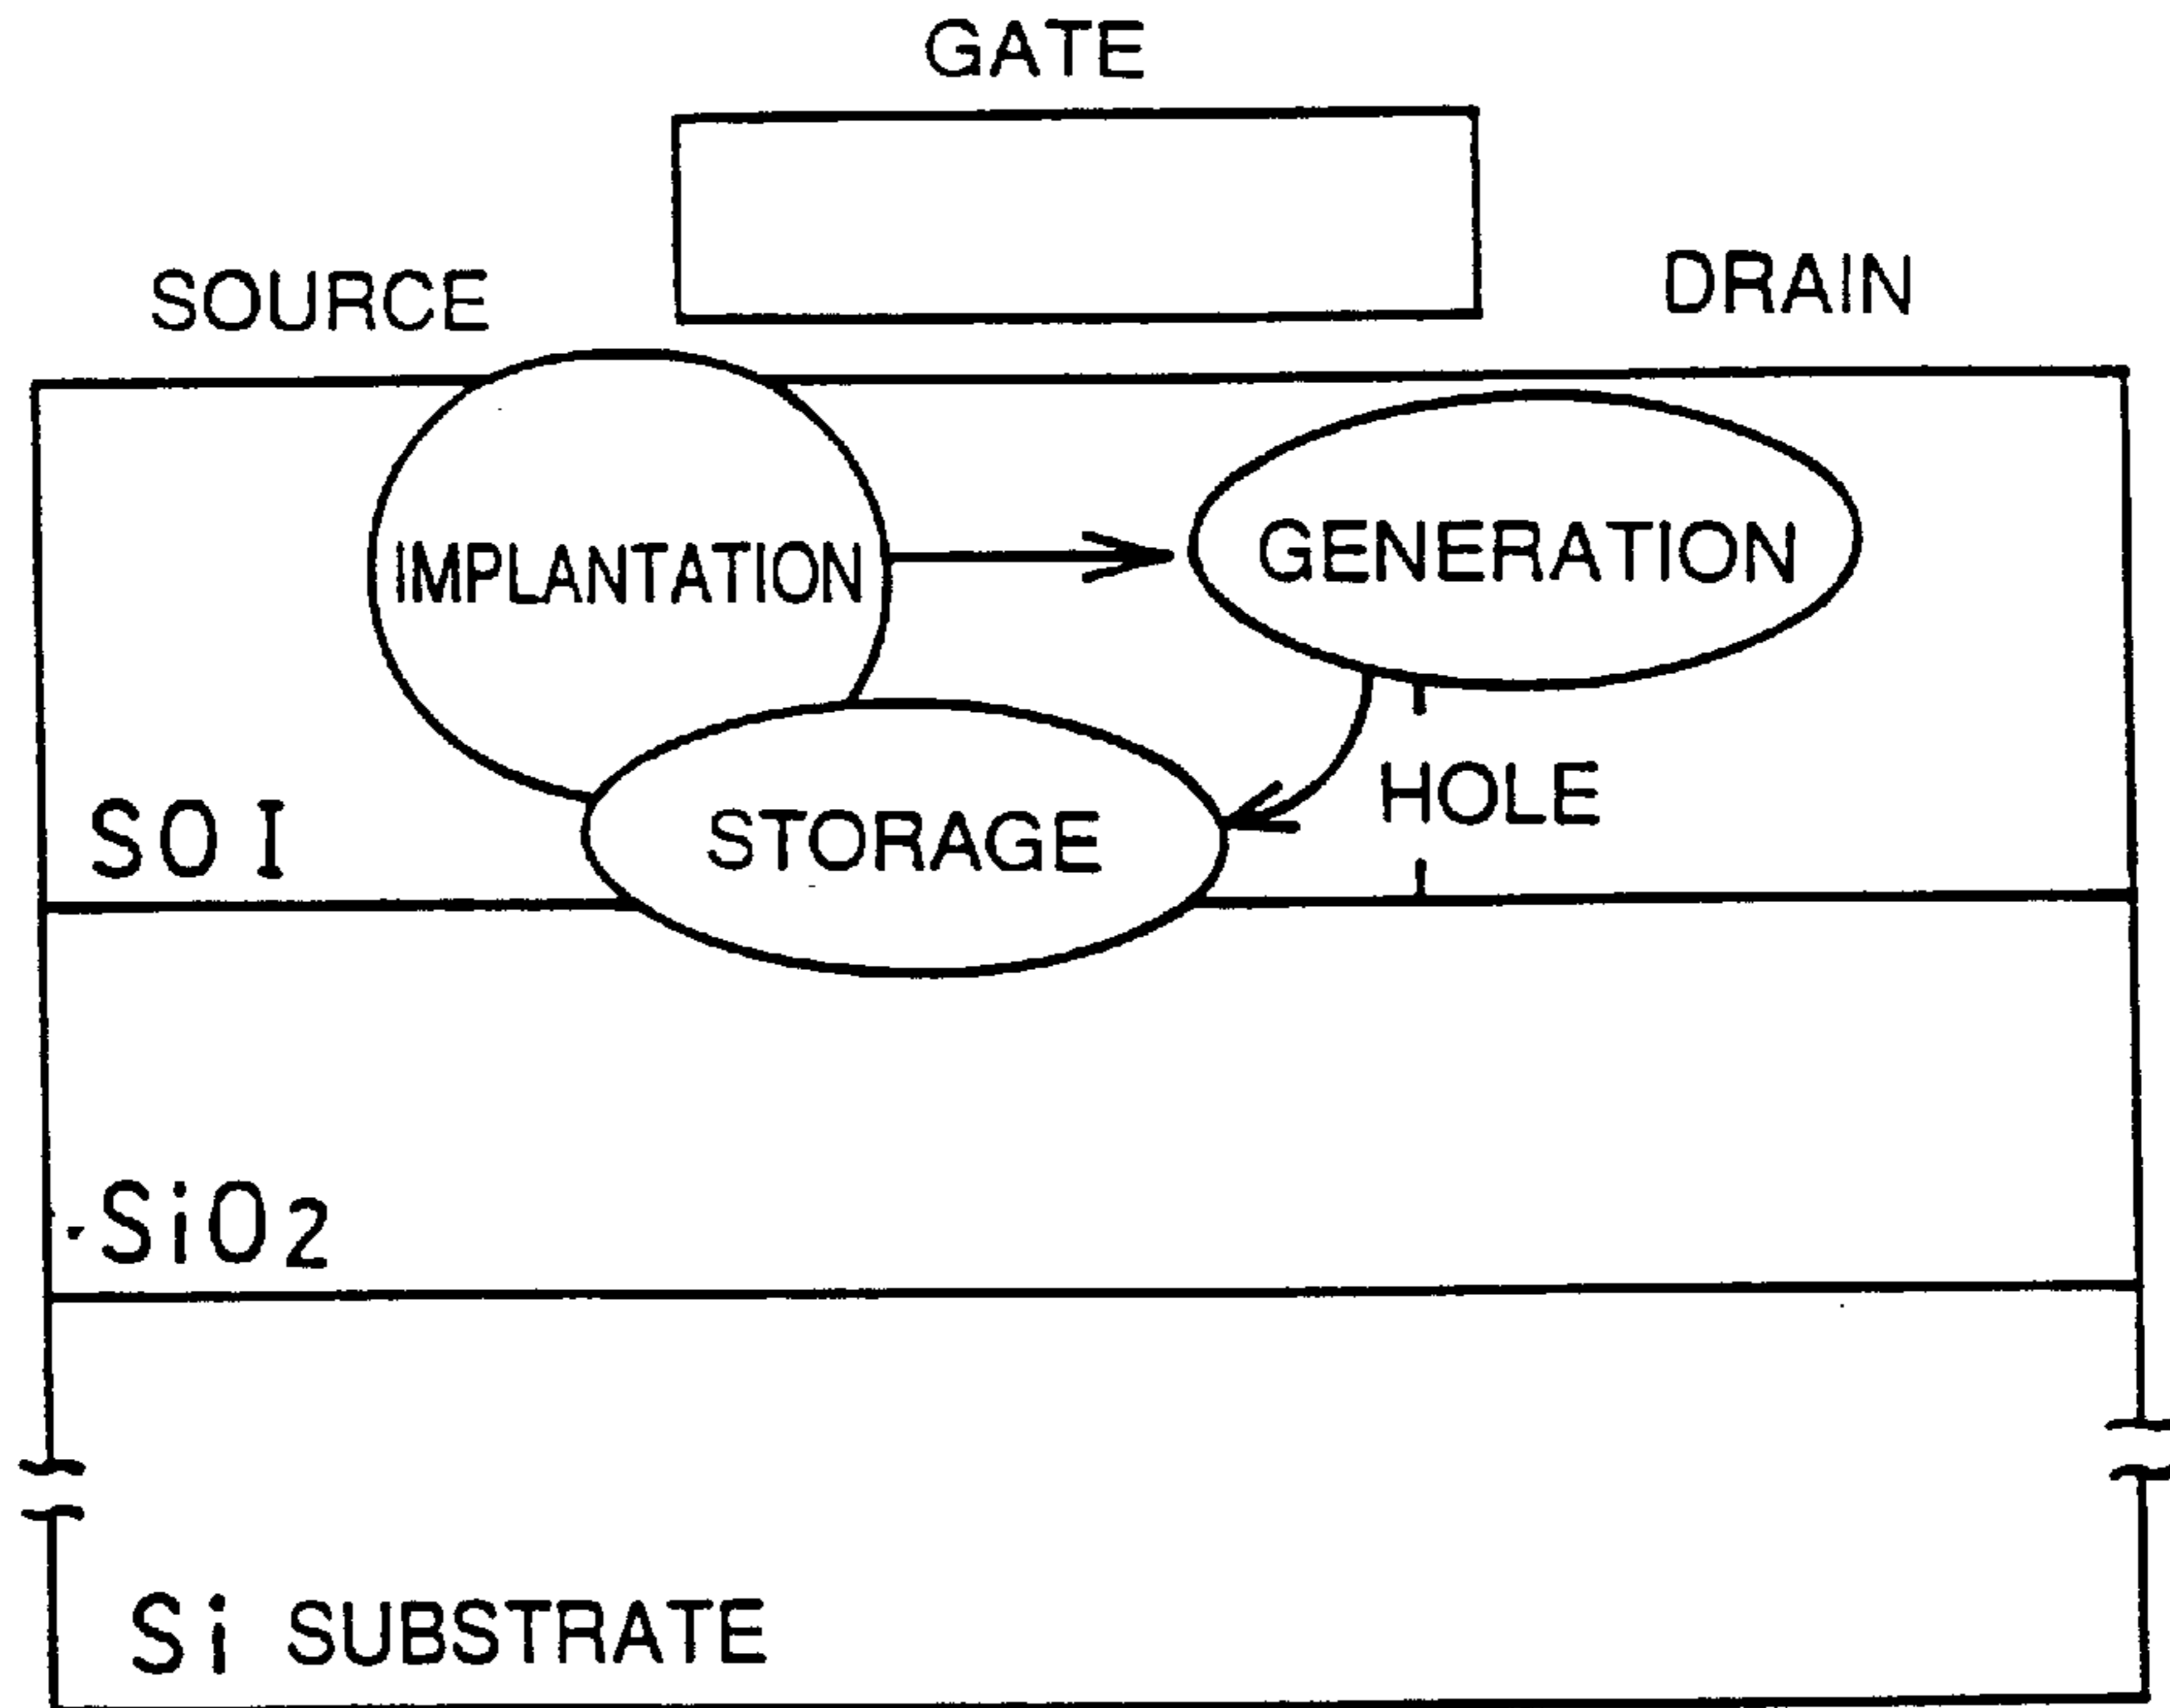 GATE
SOURCE
DRAIN
IMPLANTATION
GENERATION
HOLE
STORAGE
SOI
SiO2
Si SUBSTRATE